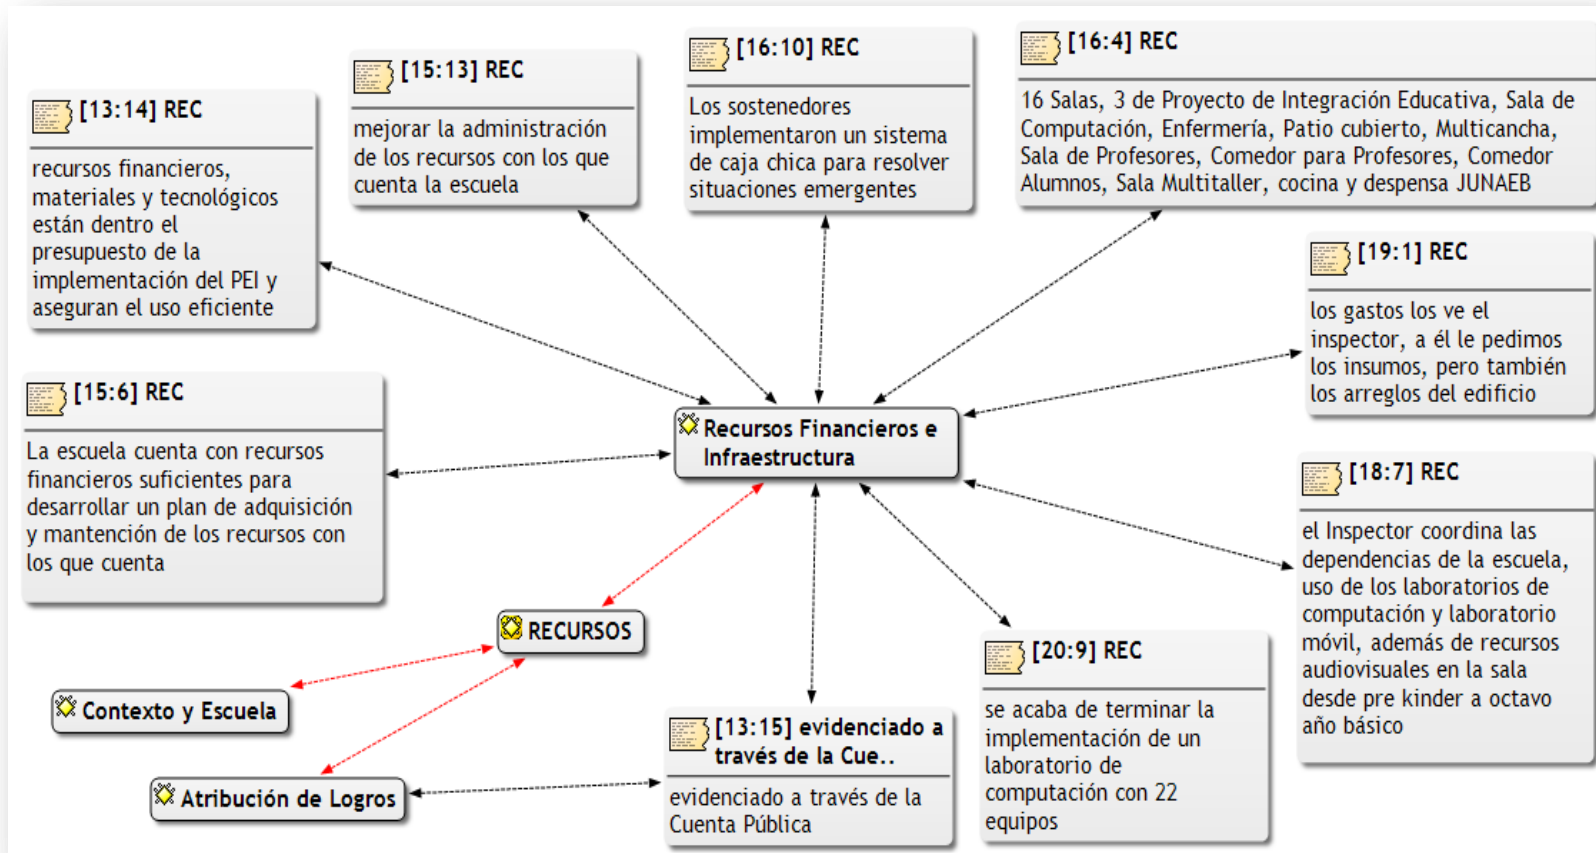 [13:14] REC
recursos financieros,
materiales y tecnológicos
están dentro el
presupuesto de la
implementación del PEI y
aseguran el uso eficiente
[15:13] REC
mejorar la administración
de los recursos con los que
cuenta la escuela
[16:10] REC
Los sostenedores
implementaron un sistema
de caja chica para resolver
situaciones emergentes
[16:4] REC
16 Salas, 3 de Proyecto de Integración Educativa, Sala de
Computación, Enfermería, Patio cubierto, Multicancha,
Sala de Profesores, Comedor para Profesores, Comedor
Alumnos, Sala Multitaller, cocina y despensa JUNAEB
[19:1] REC
los gastos los ve el
inspector, a él le pedimos
los insumos, pero también
los arreglos del edificio
[15:6] REC
La escuela cuenta con recursos
financieros suficientes para
desarrollar un plan de adquisición
y mantención de los recursos con
los que cuenta
Recursos Financieros e
Infraestructura
[18:7] REC
el Inspector coordina las
dependencias de la escuela,
uso de los laboratorios de
computación y laboratorio
móvil, además de recursos
audiovisuales en la sala
desde pre kinder a octavo
año básico
RECURSOS
Contexto y Escuela
Atribución de Logros
[13:15] evidenciado a
través de la Cue..
evidenciado a través de la
Cuenta Pública
[20:9] REC
se acaba de terminar la
implementación de un
laboratorio de
computación con 22
equipos